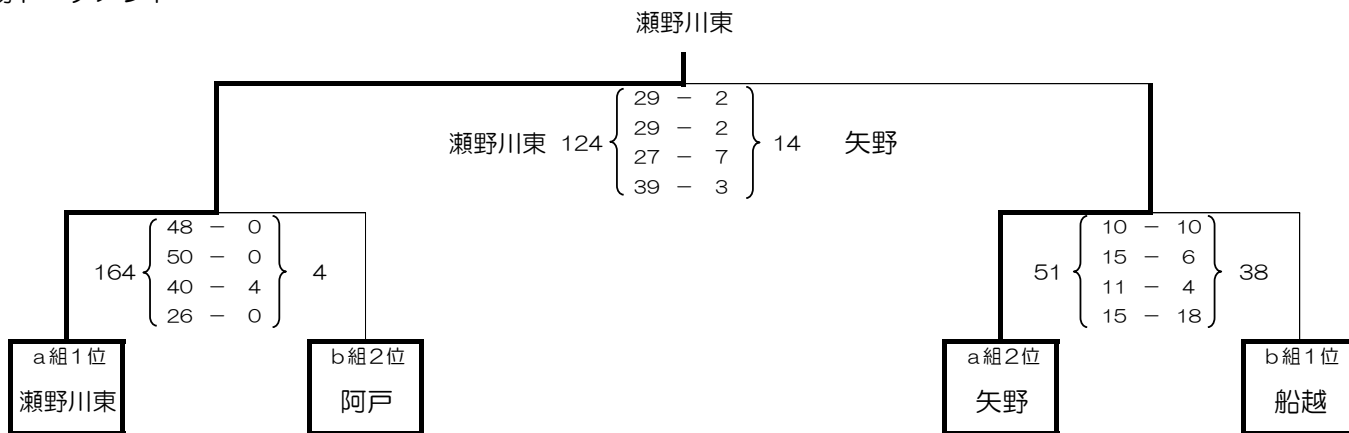 瀬野川東
29 － 2
29 － 2
瀬野川東 124 14 矢野
27 － 7
39 － 3
48 － 0
50 － 0
164 4
40 － 4
26 － 0
10 － 10
15 － 6
51 38
11 － 4
15 － 18
a組1位
瀬野川東
b組2位
阿戸
a組2位
矢野
b組1位
船越